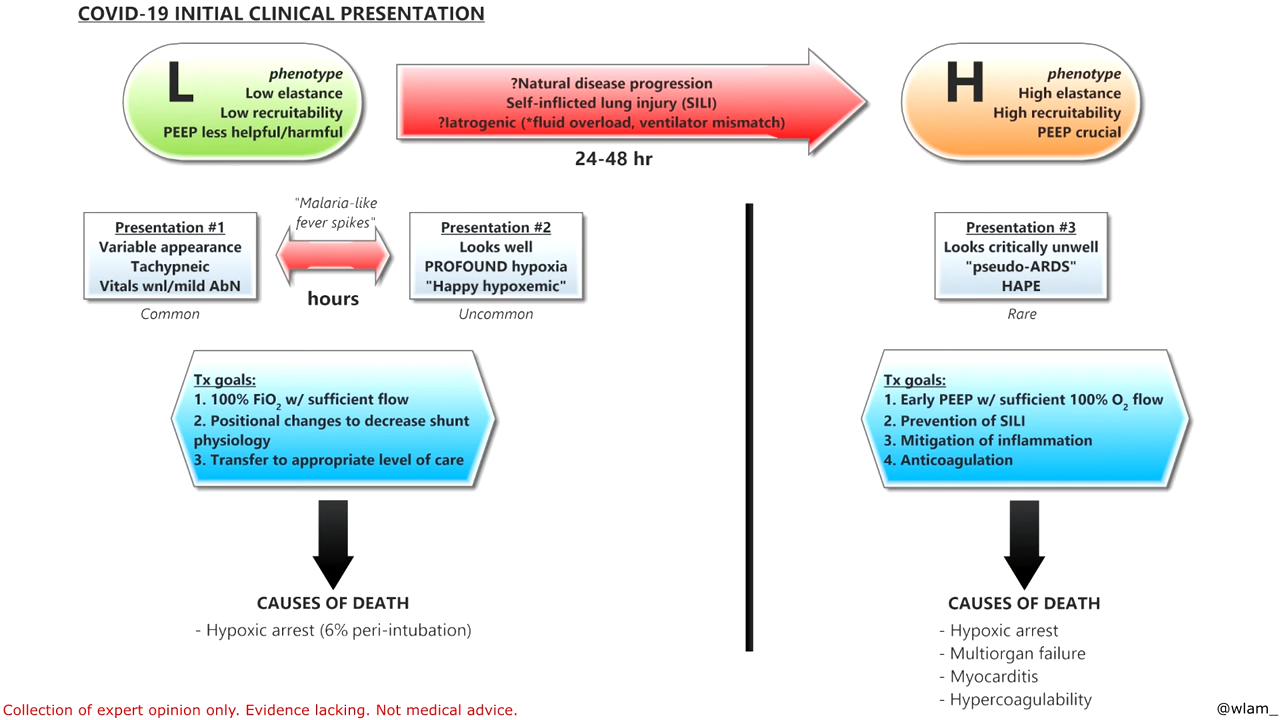 COVID-19 INITIAL CLINICAL PRESENTATION
L
phenotype
Low elastance
Low recruitability
PEEP less helpful/harmful
?Natural disease progression
Self-inflicted lung injury (SILI)
?Iatrogenic (*fluid overload, ventilator mismatch)
24-48 hr
H
phenotype
High elastance
High recruitability
PEEP crucial
Presentation #1
Variable appearance
Tachypneic
Vitals wnl/mild AbN
Common
"Malaria-like
fever spikes"
hours
Presentation #2
Looks well
PROFOUND hypoxia
"Happy hypoxemic"
Uncommon
Presentation #3
Looks critically unwell
"pseudo-ARDS"
HAPE
Rare
Tx goals:
1. 100% FiO2 w/ sufficient flow
2. Positional changes to decrease shunt
physiology
3. Transfer to appropriate level of care
Tx goals:
1. Early PEEP w/ sufficient 100% O2 flow
2. Prevention of SILI
3. Mitigation of inflammation
4. Anticoagulation
CAUSES OF DEATH
- Hypoxic arrest (6% peri-intubation)
CAUSES OF DEATH
- Hypoxic arrest
- Multiorgan failure
- Myocarditis
- Hypercoagulability
Collection of expert opinion only. Evidence lacking. Not medical advice.
@wlam_